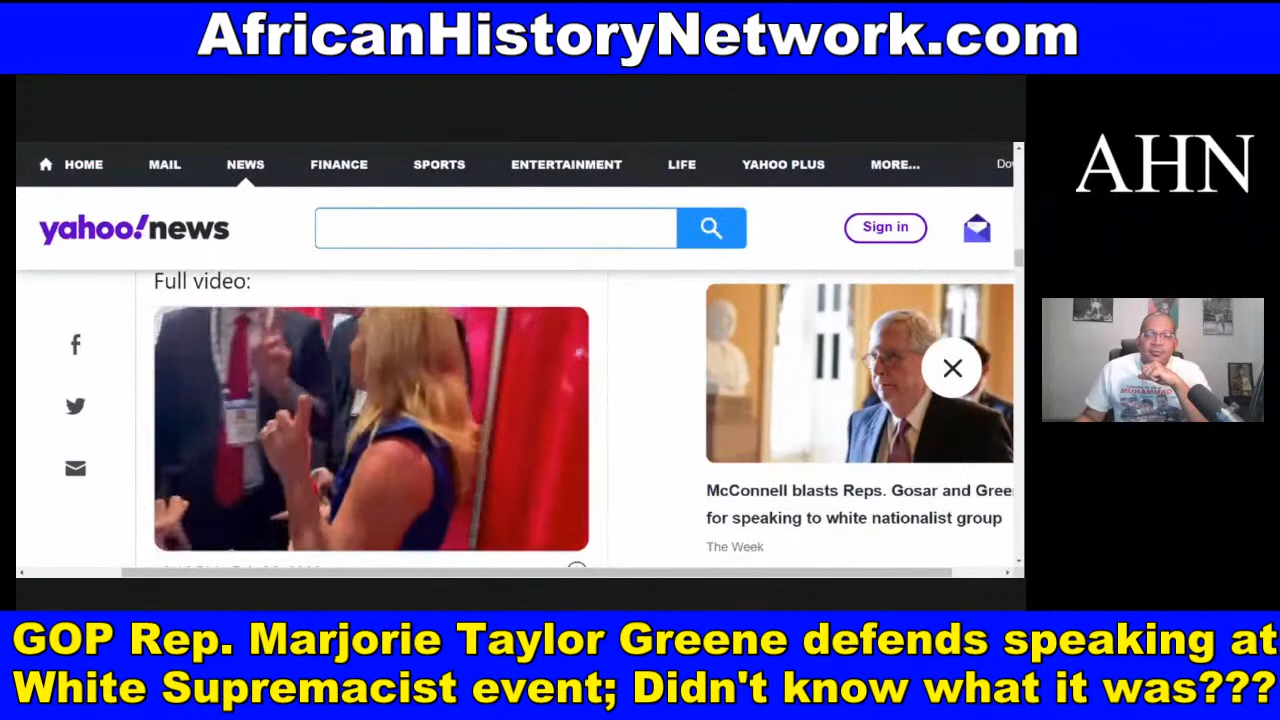 AfricanHistoryNetwork.com
HOME MAIL NEWS FINANCE SPORTS ENTERTAINMENT LIFE YAHOO PLUS MORE... Do
AHN
yahoo!news
Sign in
Full video:
MUHAMMAD
McConnell blasts Reps. Gosar and Gree
for speaking to white nationalist group
The Week
GOP Rep. Marjorie Taylor Greene defends speaking at
White Supremacist event; Didn't know what it was???